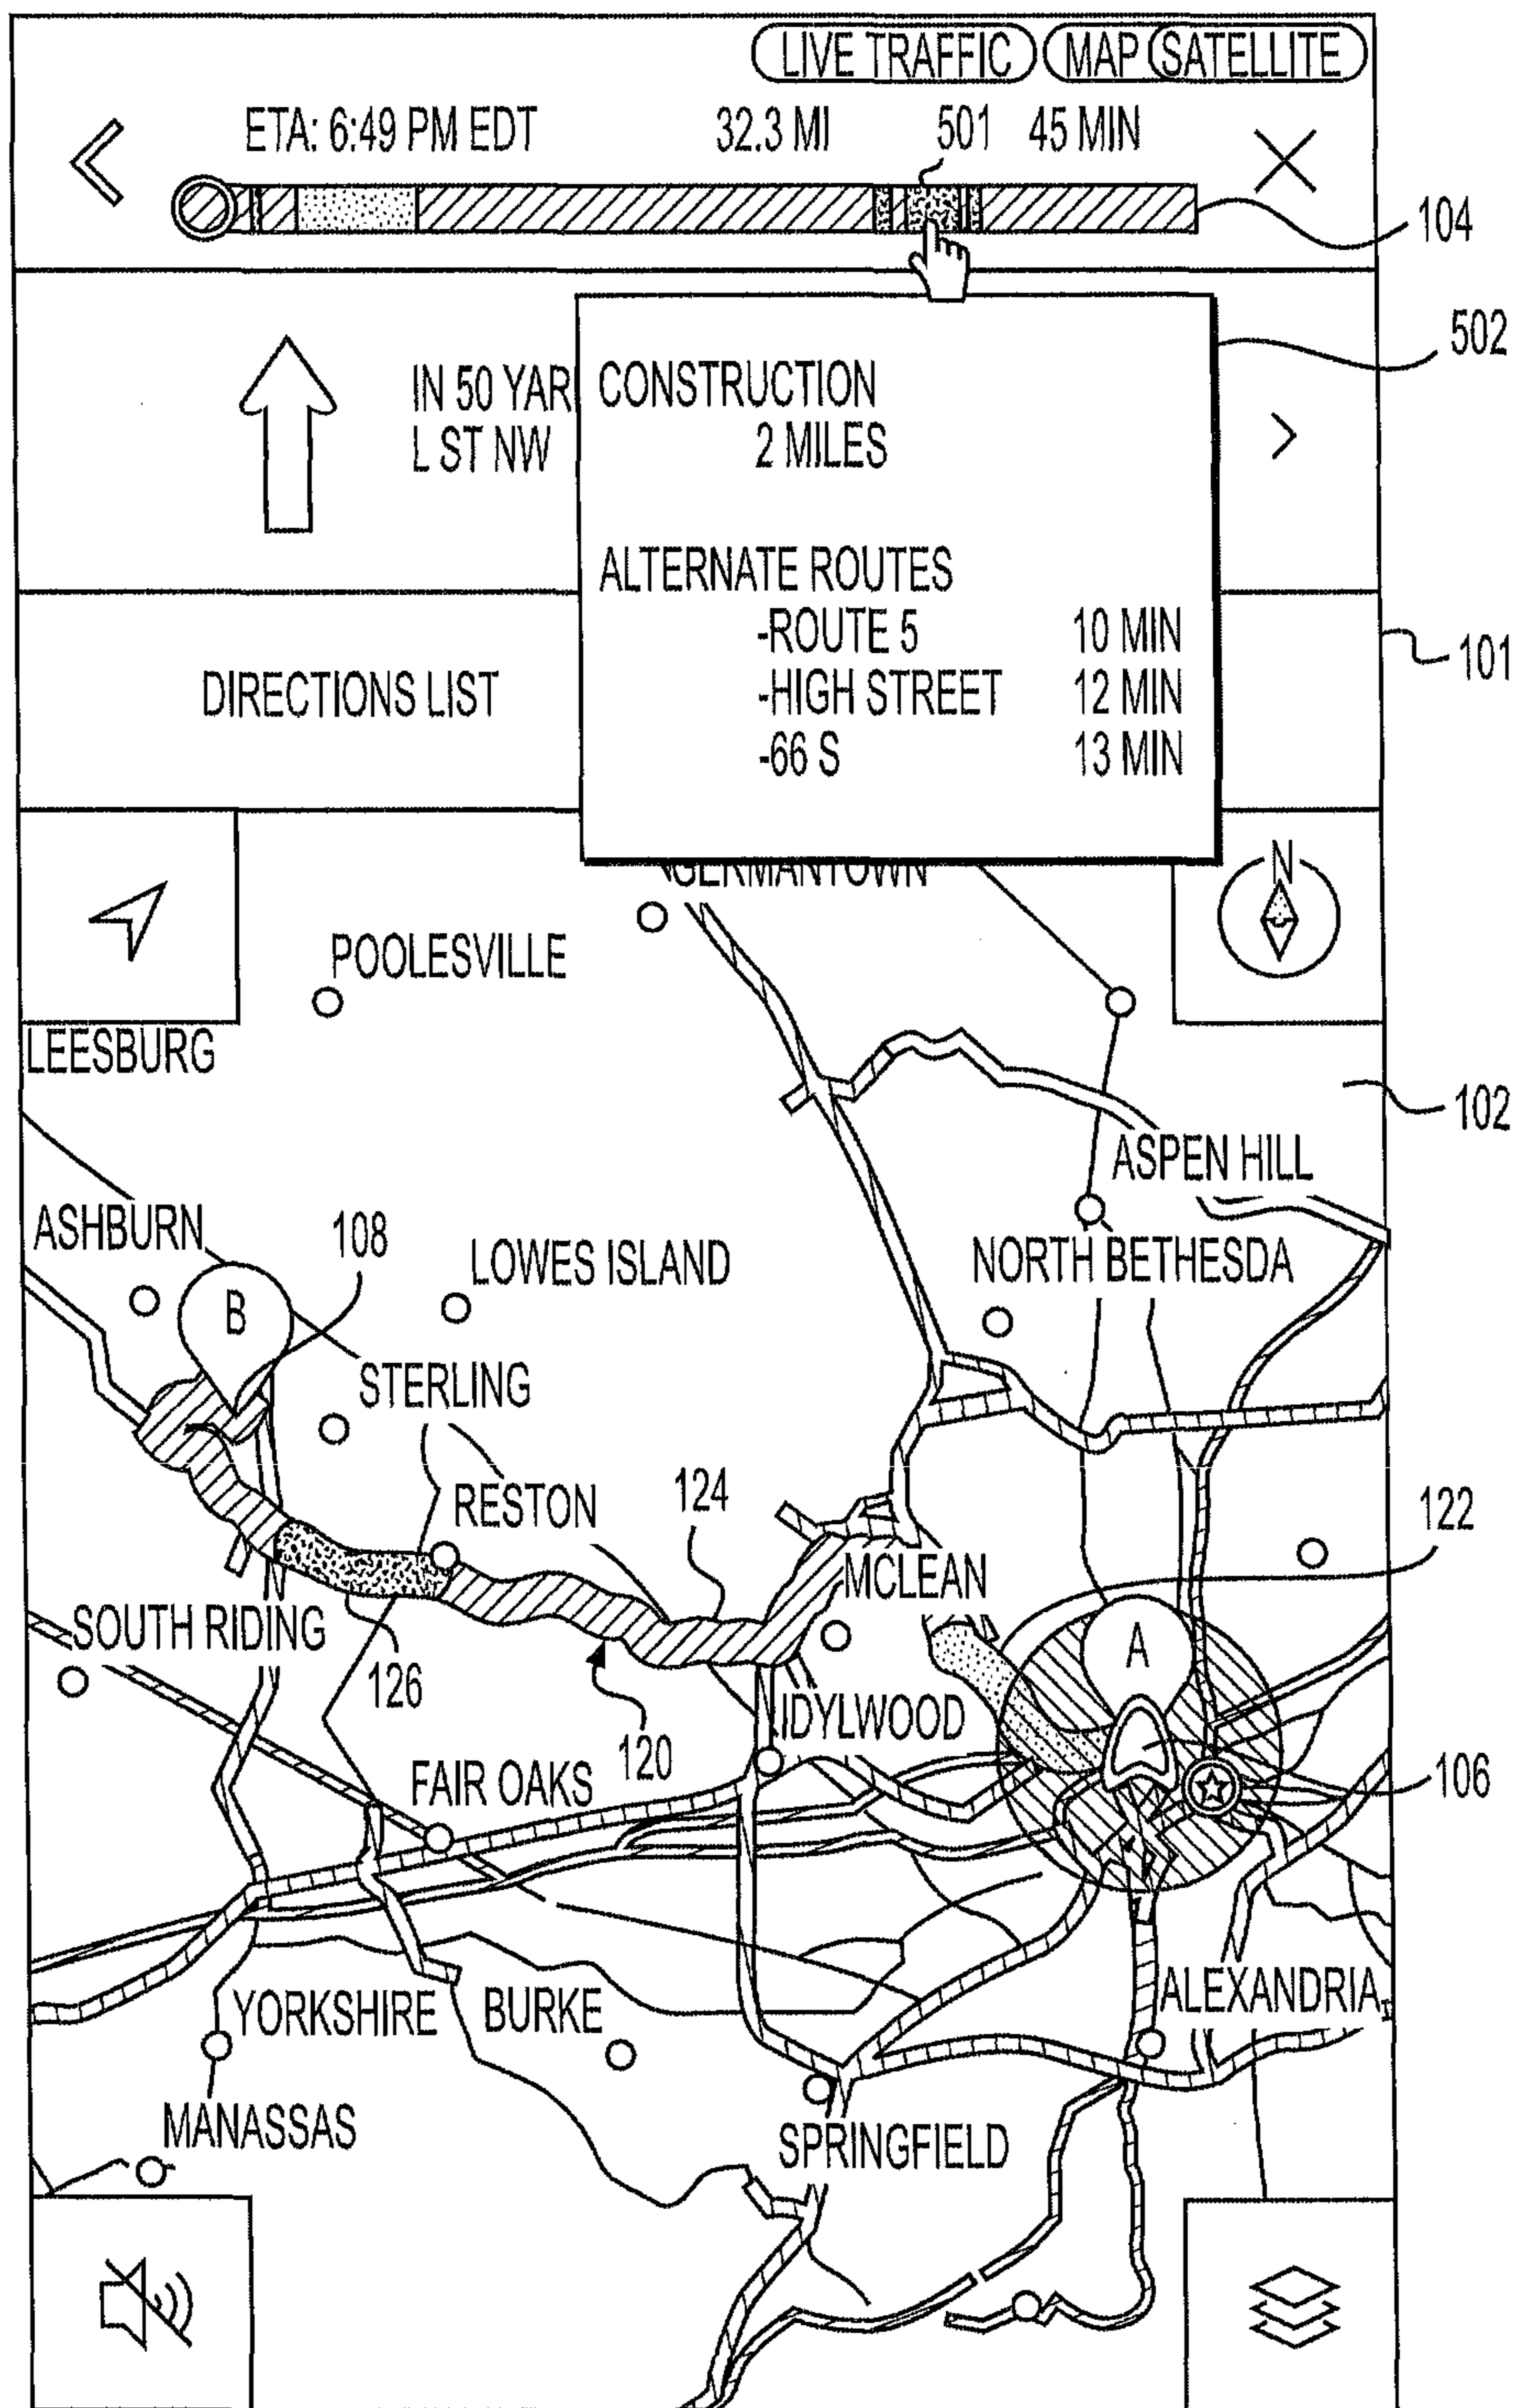 LIVE TRAFFIC MAP SATELLITE
ETA: 6:49 PM EDT 32.3 MI 501 45 MIN
104
502
IN 50 YAR
L ST NW
CONSTRUCTION
2 MILES
ALTERNATE ROUTES
-ROUTE 5 10 MIN
-HIGH STREET 12 MIN
-66 S 13 MIN
101
DIRECTIONS LIST
GERMANTOWN
N
POOLESVILLE
LEESBURG
102
ASPEN HILL
ASHBURN
108
LOWES ISLAND
NORTH BETHESDA
B
STERLING
RESTON
124
122
MCLEAN
SOUTH RIDING
A
126
IDYLWOOD
120
FAIR OAKS
106
ALEXANDRIA
YORKSHIRE
BURKE
MANASSAS
SPRINGFIELD